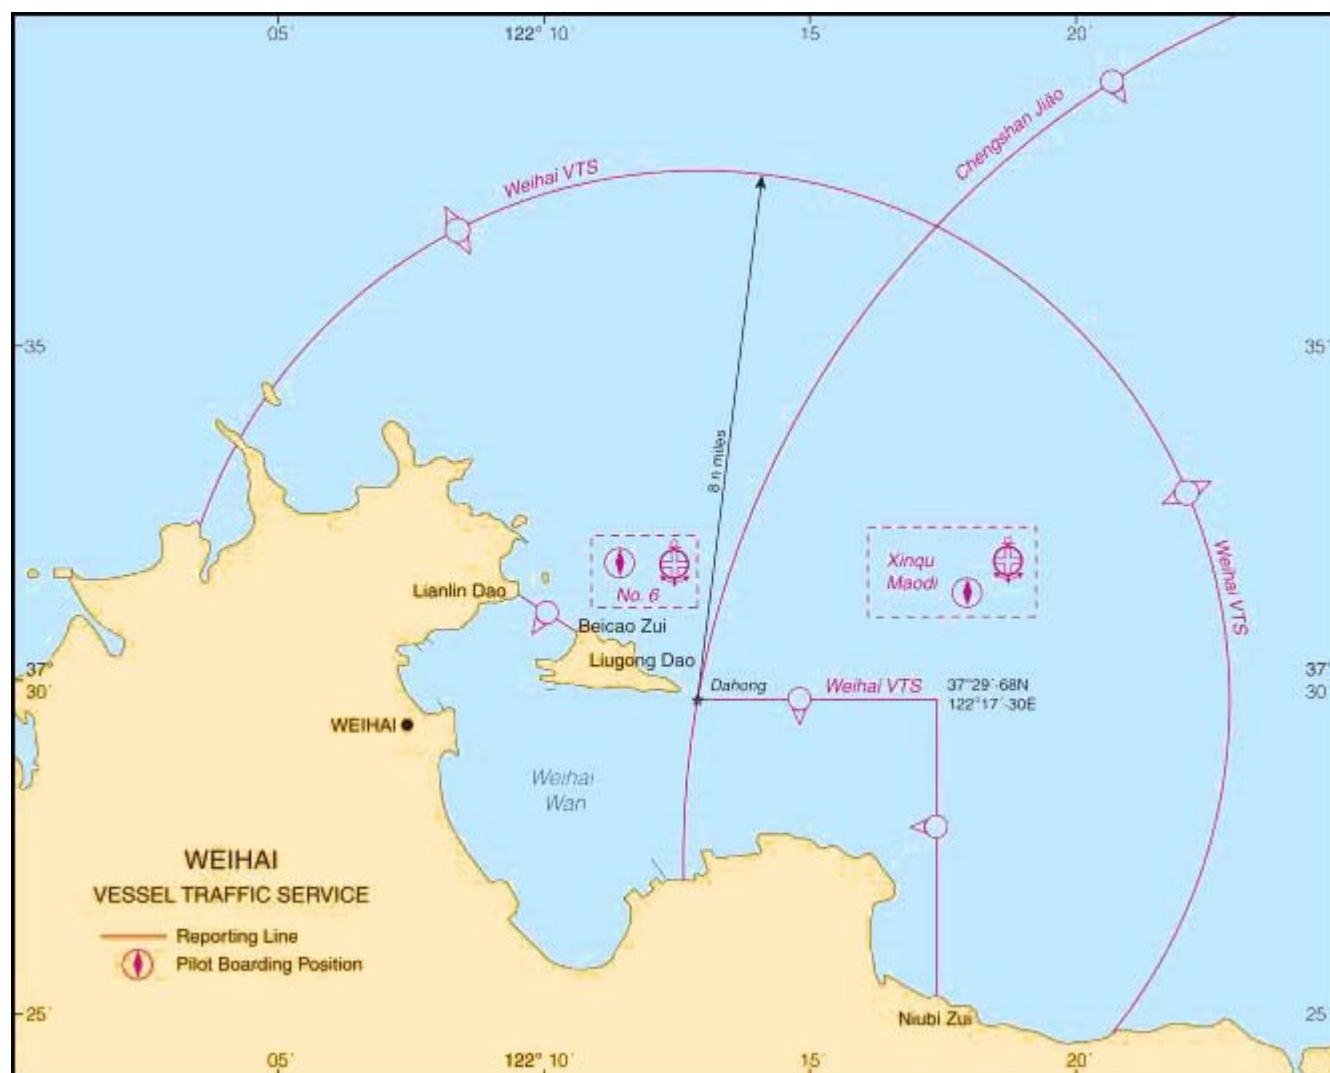 05´
122° 10´
15´
20´
Chengshan Jiǎo
Weihai VTS
35´
35´
8 n miles
Xinqu
Maodi
No. 6
Weihai VTS
Lianlin Dao
Beicao Zui
Liugong Dao
37°
30´
37°
30´
Dahong
Weihai VTS
37°29´·68N
122°17´·30E
WEIHAI
Weihai
Wan
WEIHAI
VESSEL TRAFFIC SERVICE
Reporting Line
Pilot Boarding Position
25´
25´
Niubi Zui
05´
122° 10´
15´
20´